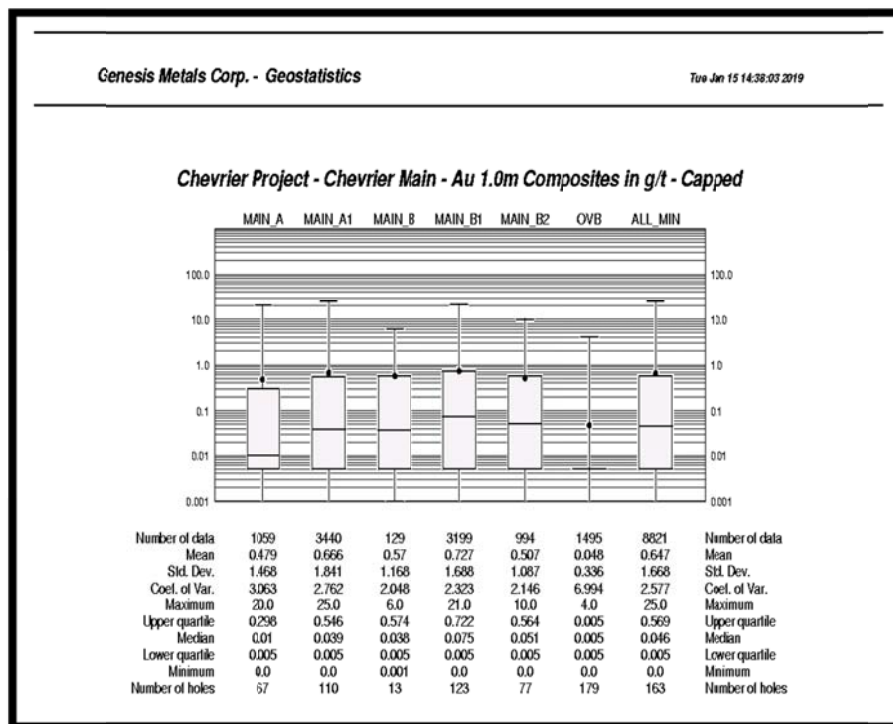 Genesis Metals Corp. - Geostatistics Tue Jan 15 14:38:03 2019
Chevrier Project - Chevrier Main - Au 1.0m Composites in g/t - Capped
MAIN_A MAIN_A1 MAIN_B MAIN_B1 MAIN_B2 OVB ALL_MIN
100.0 100.0
10.0 10.0
1.0 1.0
0.1 0.1
0.01 0.01
0.001 0.001
Number of data 1059 3440 129 3199 994 1495 8821 Number of data
Mean 0.479 0.666 0.57 0.727 0.507 0.048 0.647 Mean
Std. Dev. 1.468 1.841 1.168 1.688 1.087 0.336 1.668 Std. Dev.
Coef. of Var. 3.063 2.762 2.048 2.323 2.146 6.994 2.577 Coef. of Var.
Maximum 20.0 25.0 6.0 21.0 10.0 4.0 25.0 Maximum
Upper quartile 0.298 0.546 0.574 0.722 0.564 0.005 0.569 Upper quartile
Median 0.01 0.039 0.038 0.075 0.051 0.005 0.046 Median
Lower quartile 0.005 0.005 0.005 0.005 0.005 0.005 0.005 Lower quartile
Minimum 0.0 0.0 0.001 0.0 0.0 0.0 0.0 Minimum
Number of holes 67 110 13 123 77 179 163 Number of holes